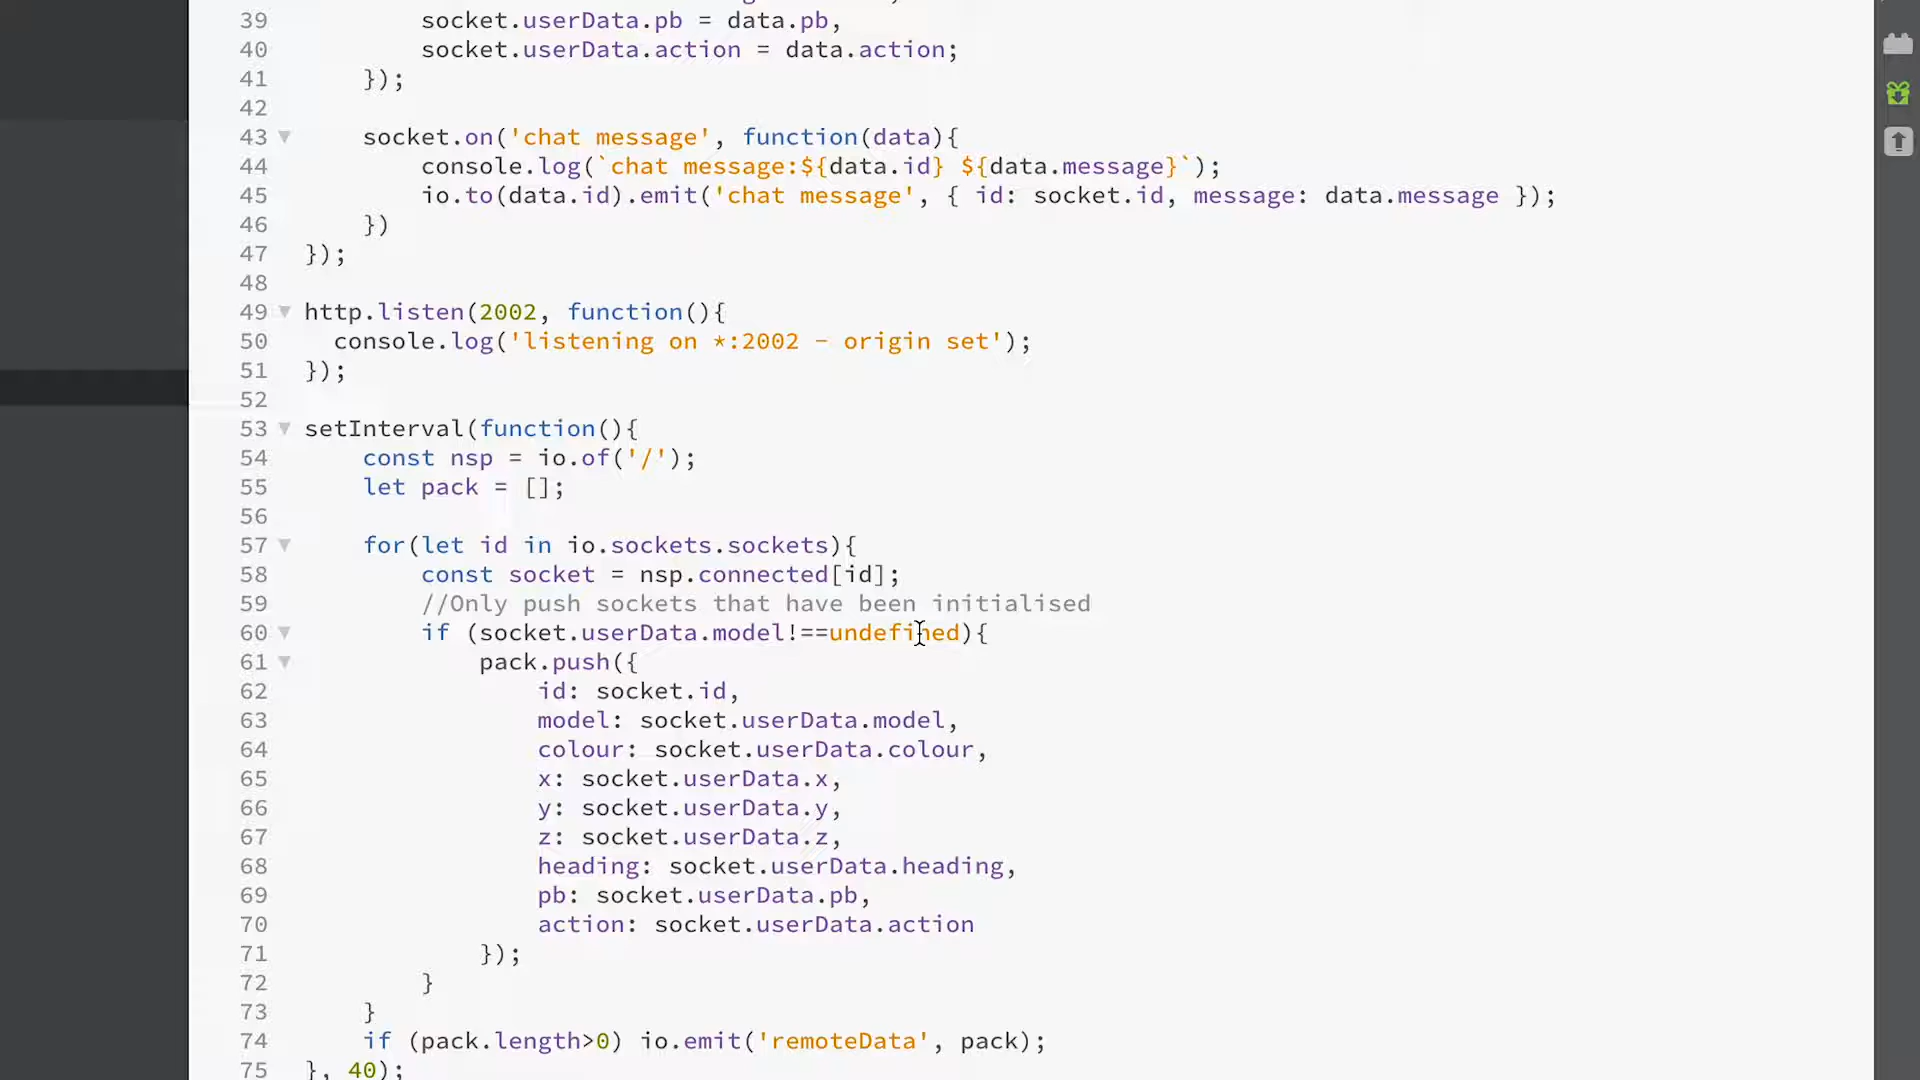 39 socket.userData.pb = data.pb,
40 socket.userData.action = data.action;
41 });
42
43 socket.on('chat message', function(data){
44 console.log(`chat message:${data.id} ${data.message}`);
45 io.to(data.id).emit('chat message', { id: socket.id, message: data.message });
46 })
47 });
48
49 http.listen(2002, function(){
50 console.log('listening on *:2002 - origin set');
51 });
52
53 setInterval(function(){
54 const nsp = io.of('/');
55 let pack = [];
56
57 for(let id in io.sockets.sockets){
58 const socket = nsp.connected[id];
59 //Only push sockets that have been initialised
60 if (socket.userData.model!==undefined){
61 pack.push({
62 id: socket.id,
63 model: socket.userData.model,
64 colour: socket.userData.colour,
65 x: socket.userData.x,
66 y: socket.userData.y,
67 z: socket.userData.z,
68 heading: socket.userData.heading,
69 pb: socket.userData.pb,
70 action: socket.userData.action
71 });
72 }
73 }
74 if (pack.length>0) io.emit('remoteData', pack);
75 }, 40);